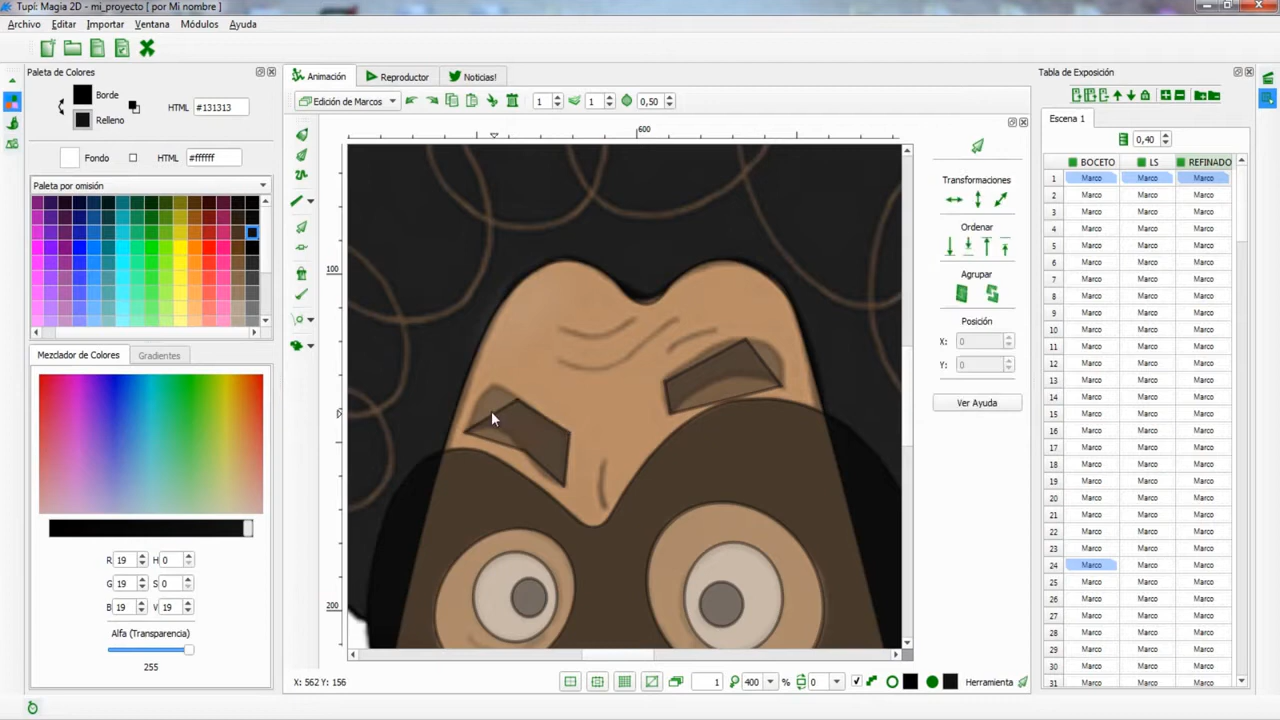 Tupí: Magia 2D - mi_proyecto [ por Mi nombre ]
Archivo Editar Importar Ventana Módulos Ayuda
Paleta de Colores
Borde
Relleno
HTML #131313
Fondo HTML #ffffff
Paleta por omisión
Mezclador de Colores Gradientes
R 19 H 0
G 19 S 0
B 19 V 19
Alfa (Transparencia)
255
Animación Reproductor Noticias!
Edición de Marcos 1 1 0,50
600
100
200
X: 562 Y: 156
1 400 % 0 Herramienta
Transformaciones
Ordenar
Agrupar
Posición
X: 0
Y: 0
Ver Ayuda
Tabla de Exposición
Escena 1
0,40
BOCETO LS REFINADO
1 Marco Marco Marco
2 Marco Marco Marco
3 Marco Marco Marco
4 Marco Marco Marco
5 Marco Marco Marco
6 Marco Marco Marco
7 Marco Marco Marco
8 Marco Marco Marco
9 Marco Marco Marco
10 Marco Marco Marco
11 Marco Marco Marco
12 Marco Marco Marco
13 Marco Marco Marco
14 Marco Marco Marco
15 Marco Marco Marco
16 Marco Marco Marco
17 Marco Marco Marco
18 Marco Marco Marco
19 Marco Marco Marco
20 Marco Marco Marco
21 Marco Marco Marco
22 Marco Marco Marco
23 Marco Marco Marco
24 Marco Marco Marco
25 Marco Marco Marco
26 Marco Marco Marco
27 Marco Marco Marco
28 Marco Marco Marco
29 Marco Marco Marco
30 Marco Marco Marco
31 Marco Marco Marco